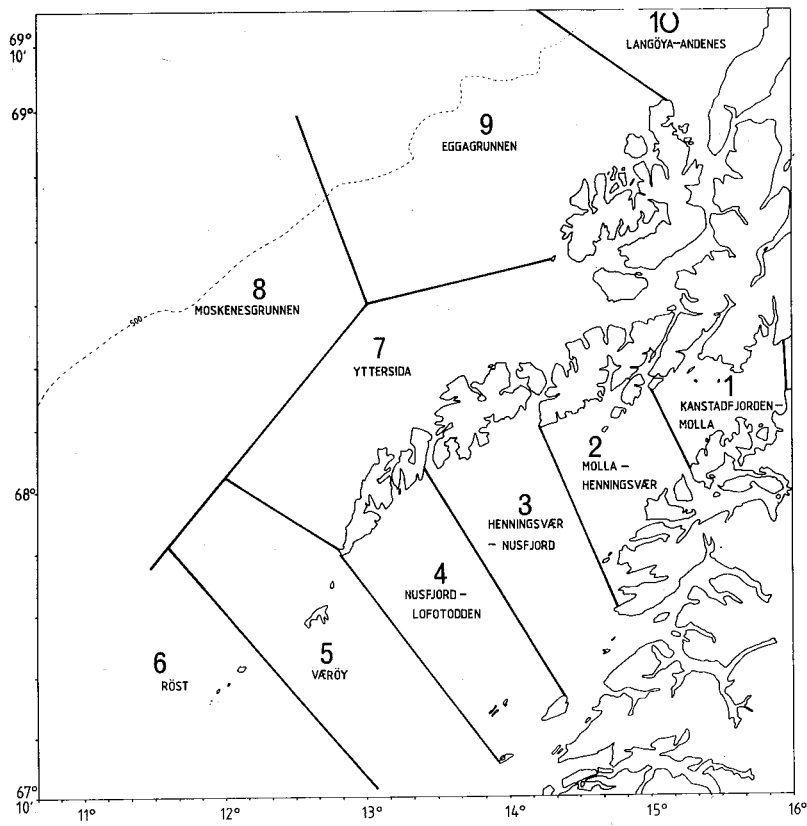 69°
10'
10
LANGÖYA-ANDENES
69°
9
EGGAGRUNNEN
8
MOSKENESGRUNNEN
500
7
YTTERSIDA
1
KANSTADFJORDEN-
MOLLA
2
MOLLA -
HENNINGSVÆR
68°
3
HENNINGSVÆR
- NUSFJORD
4
NUSFJORD -
LOFOTODDEN
5
VÆRÖY
6
RÖST
67°
10'
11°
12°
13°
14°
15°
16°